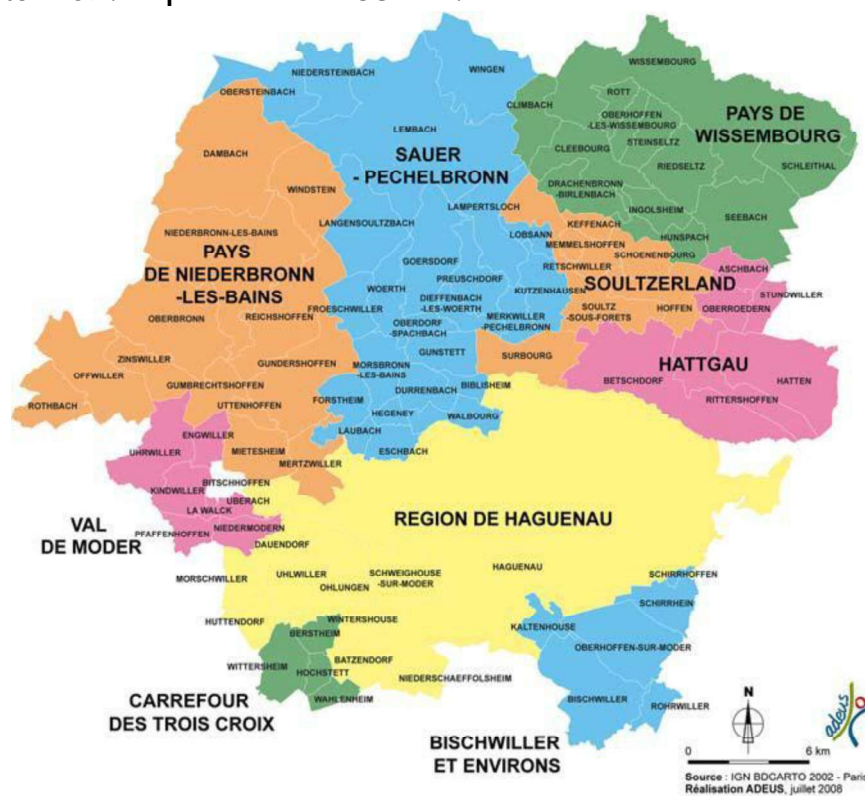 WISSEMBOURG
NIEDERSTEINBACH
WINGEN
OBERSTEINBACH
ROTT
CLIMBACH
OBERHOFFEN
-LES-WISSEMBOURG
PAYS DE
WISSEMBOURG
LEMBACH
STEINSELTZ
CLEEBOURG
DAMBACH
SAUER
- PECHELBRONN
RIEDSELTZ
SCHLEITHAL
WINDSTEIN
DRACHENBRONN
-BIRLENBACH
LAMPERTSLOCH
INGOLSHEIM
SEEBACH
LANGENSOULTZBACH
KEFFENACH
NIEDERBRONN-LES-BAINS
LOBSANN
HUNSPACH
MEMMELSHOFFEN
SCHOENENBOURG
PAYS
DE NIEDERBRONN
-LES-BAINS
GOERSDORF
RETSCHWILLER
ASCHBACH
PREUSCHDORF
SOULTZERLAND
WOERTH
KUTZENHAUSEN
STUNDWILLER
DIEFFENBACH
-LES-WOERTH
FROESCHWILLER
SOULTZ
-SOUS-FORETS
HOFFEN
OBERROEDERN
OBERBRONN
REICHSHOFFEN
MERKWILLER
-PECHELBRONN
OBERDORF
-SPACHBACH
GUNSTETT
SURBOURG
ZINSWILLER
GUNDERSHOFFEN
MORSBRONN
-LES-BAINS
HATTGAU
OFFWILLER
GUMBRECHTSHOFFEN
DURRENBACH
BIBLISHEIM
BETSCHDORF
HATTEN
ROTHBACH
UTTENHOFFEN
FORSTHEIM
RITTERSHOFFEN
HEGENEY
WALBOURG
LAUBACH
ENGWILLER
ESCHBACH
UHRWILLER
MIETESHEIM
MERTZWILLER
BITSCHHOFFEN
KINDWILLER
UBERACH
LA WALCK
VAL
DE MODER
REGION DE HAGUENAU
PFAFFENHOFFEN
NIEDERMODERN
DAUENDORF
MORSCHWILLER
UHLWILLER
SCHWEIGHOUSE
-SUR-MODER
HAGUENAU
OHLUNGEN
SCHIRRHOFFEN
SCHIRRHEIN
HUTTENDORF
WINTERSHOUSE
KALTENHOUSE
BERSTHEIM
OBERHOFFEN-SUR-MODER
WITTERSHEIM
BATZENDORF
HOCHSTETT
NIEDERSCHAEFFOLSHEIM
WAHLENHEIM
BISCHWILLER
ROHRWILLER
CARREFOUR
DES TROIS CROIX
BISCHWILLER
ET ENVIRONS
N
adeus
0 6 km
Source : IGN BDCARTO 2002 - Paris
Réalisation ADEUS, juillet 2008